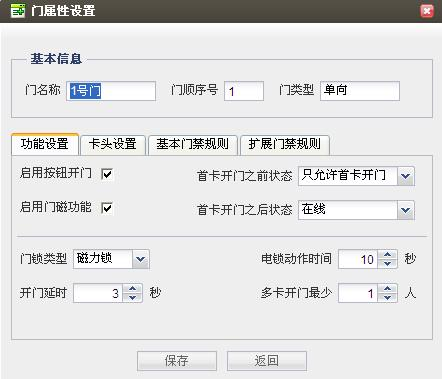 门属性设置
基本信息
门名称 1号门 门顺序号 1 门类型 单向
功能设置 卡头设置 基本门禁规则 扩展门禁规则
启用按钮开门 首卡开门之前状态 只允许首卡开门
启用门磁功能 首卡开门之后状态 在线
门锁类型 磁力锁 电锁动作时间 10 秒
开门延时 3 秒 多卡开门最少 1 人
保存 返回